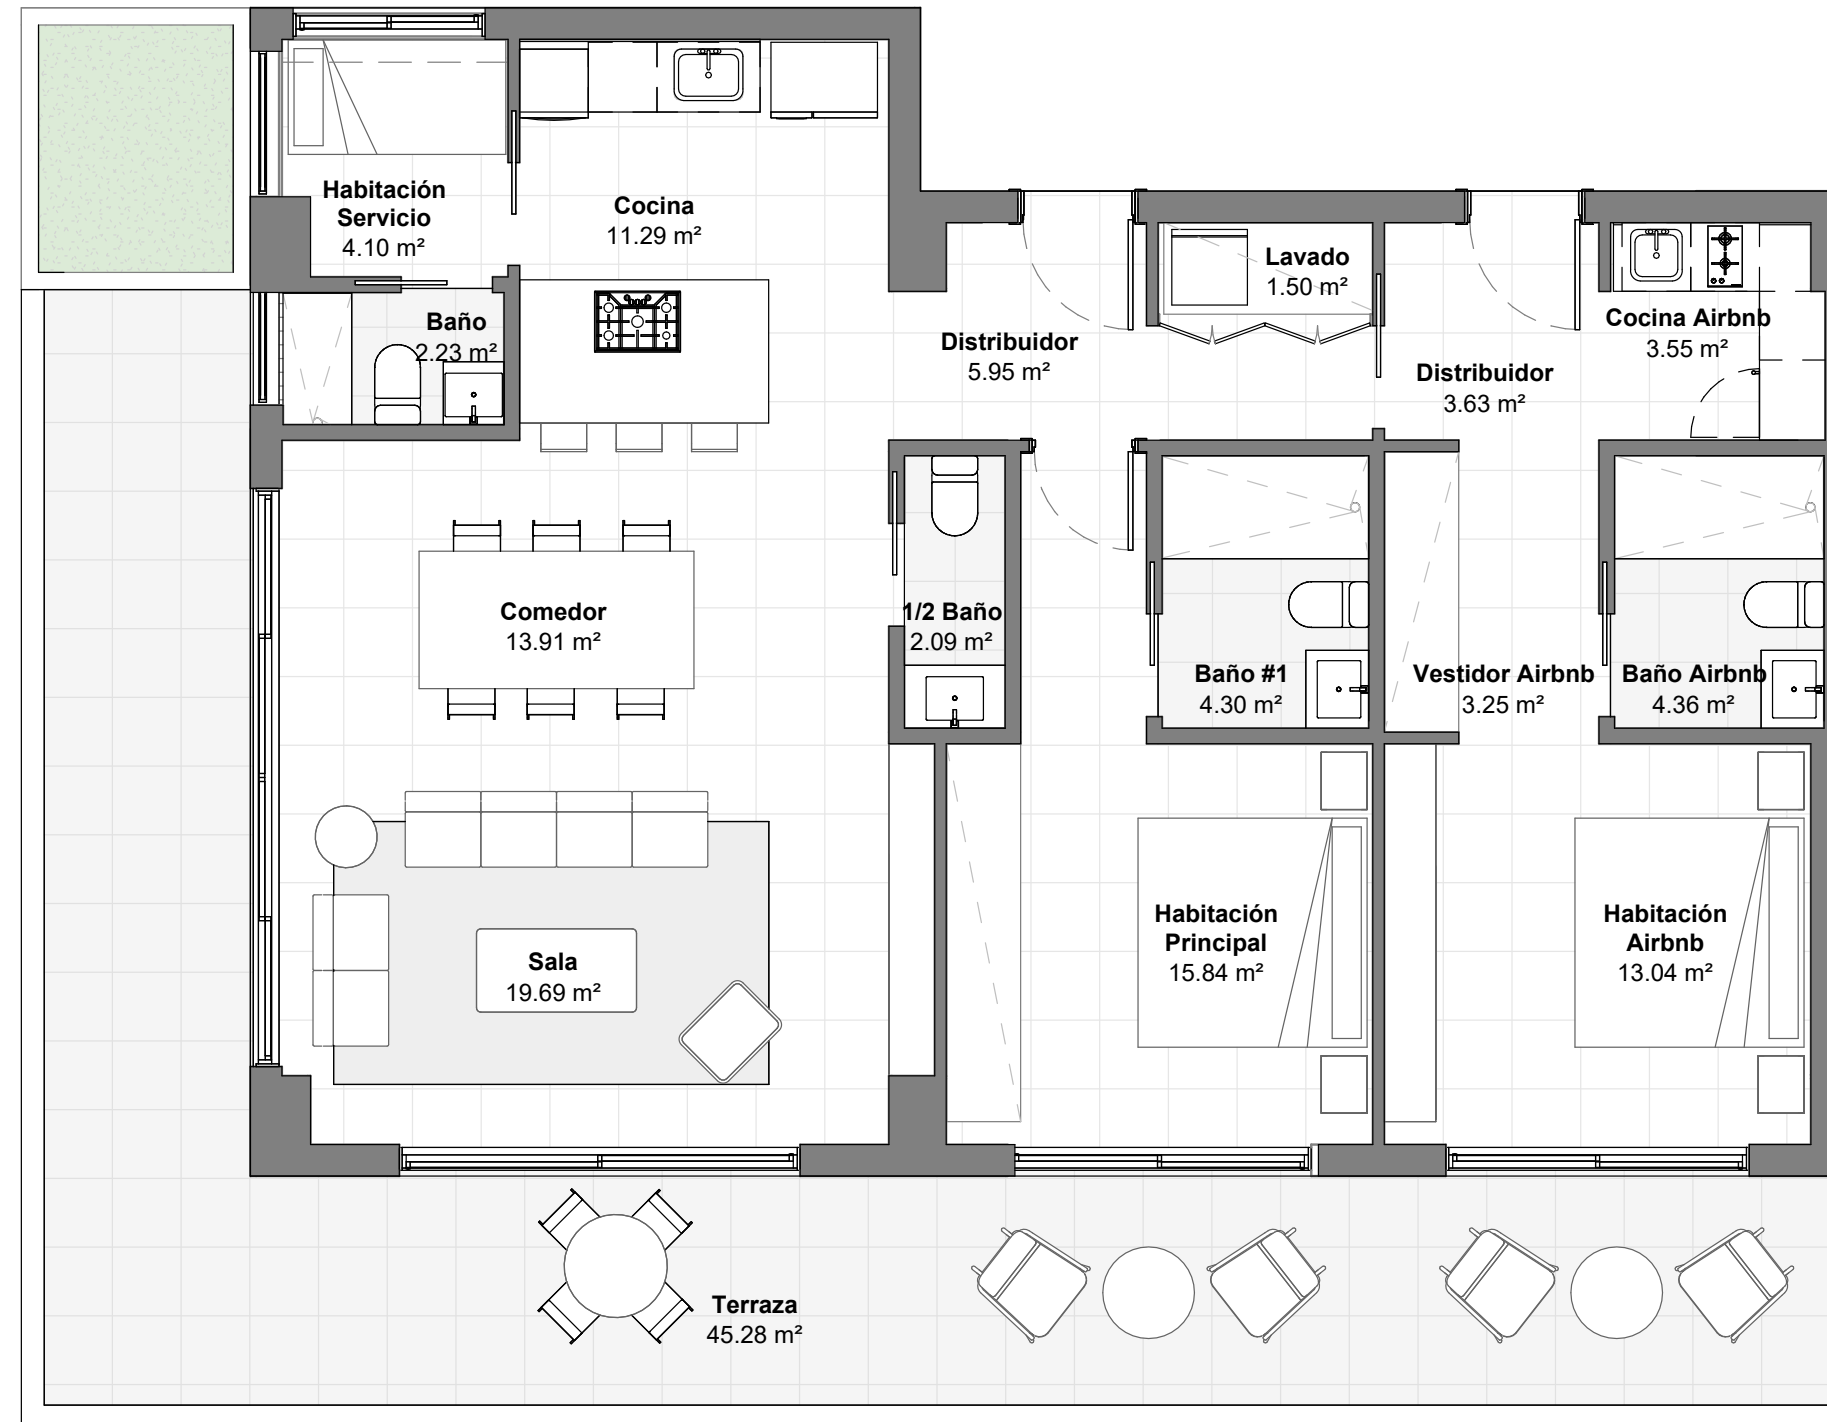 Habitación
Servicio
4.10 m²
Cocina
11.29 m²
Lavado
1.50 m²
Baño
2.23 m²
Distribuidor
5.95 m²
Cocina Airbnb
3.55 m²
Distribuidor
3.63 m²
Comedor
13.91 m²
1/2 Baño
2.09 m²
Baño #1
4.30 m²
Vestidor Airbnb
3.25 m²
Baño Airbnb
4.36 m²
Sala
19.69 m²
Habitación
Principal
15.84 m²
Habitación
Airbnb
13.04 m²
Terraza
45.28 m²